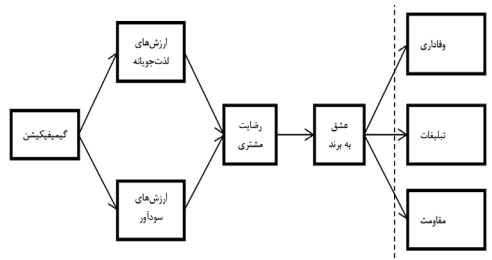 گیمیفیکیشن
ارزش‌های
لذت‌جویانه
ارزش‌های
سودآور
رضایت
مشتری
عشق
به برند
وفاداری
تبلیغات
مقاومت